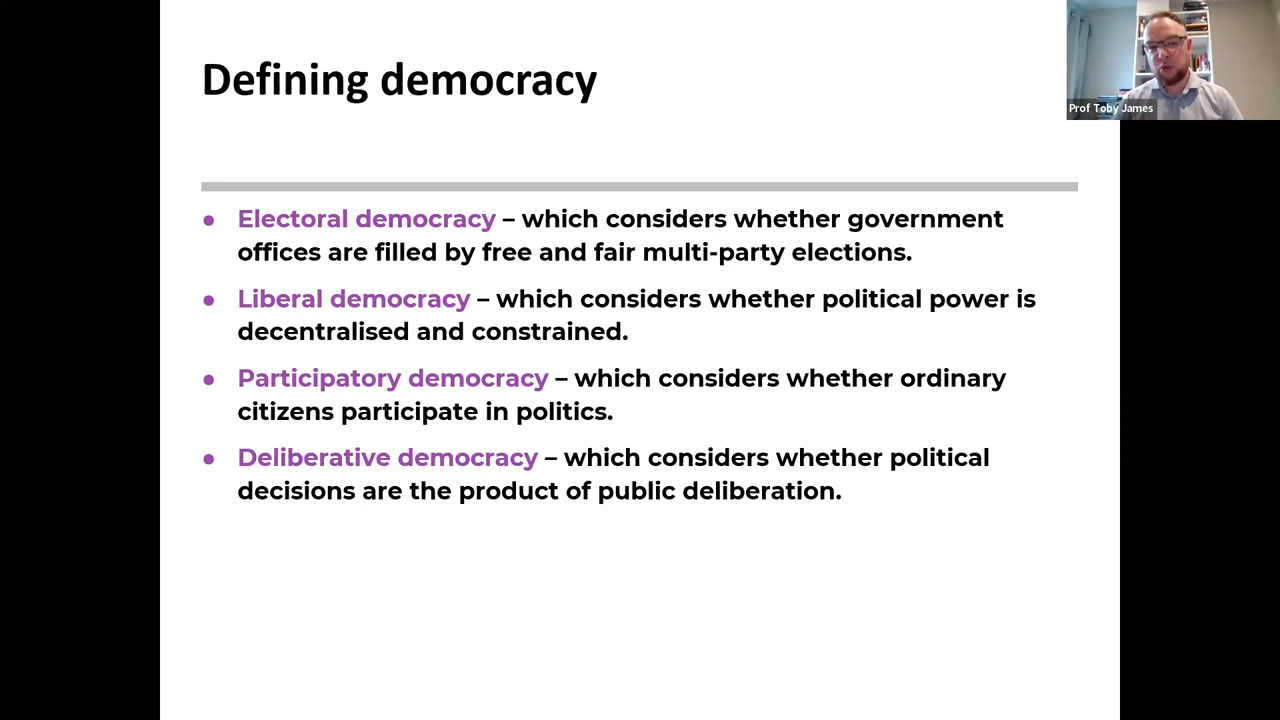 Defining democracy
Prof Toby James
● Electoral democracy – which considers whether government
offices are filled by free and fair multi-party elections.
● Liberal democracy – which considers whether political power is
decentralised and constrained.
● Participatory democracy – which considers whether ordinary
citizens participate in politics.
● Deliberative democracy – which considers whether political
decisions are the product of public deliberation.